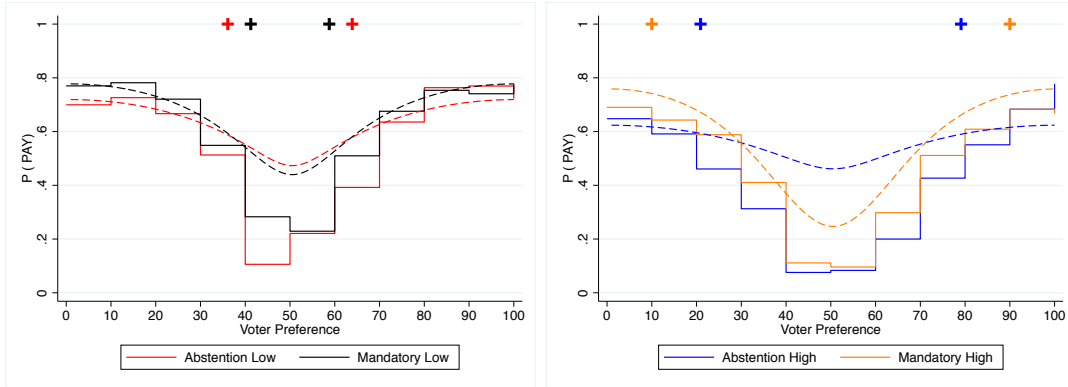 1
.8
.6
.4
.2
0
P ( PAY)
0 10 20 30 40 50 60 70 80 90 100
Voter Preference
Abstention Low Mandatory Low
1
.8
.6
.4
.2
0
P ( PAY)
0 10 20 30 40 50 60 70 80 90 100
Voter Preference
Abstention High Mandatory High